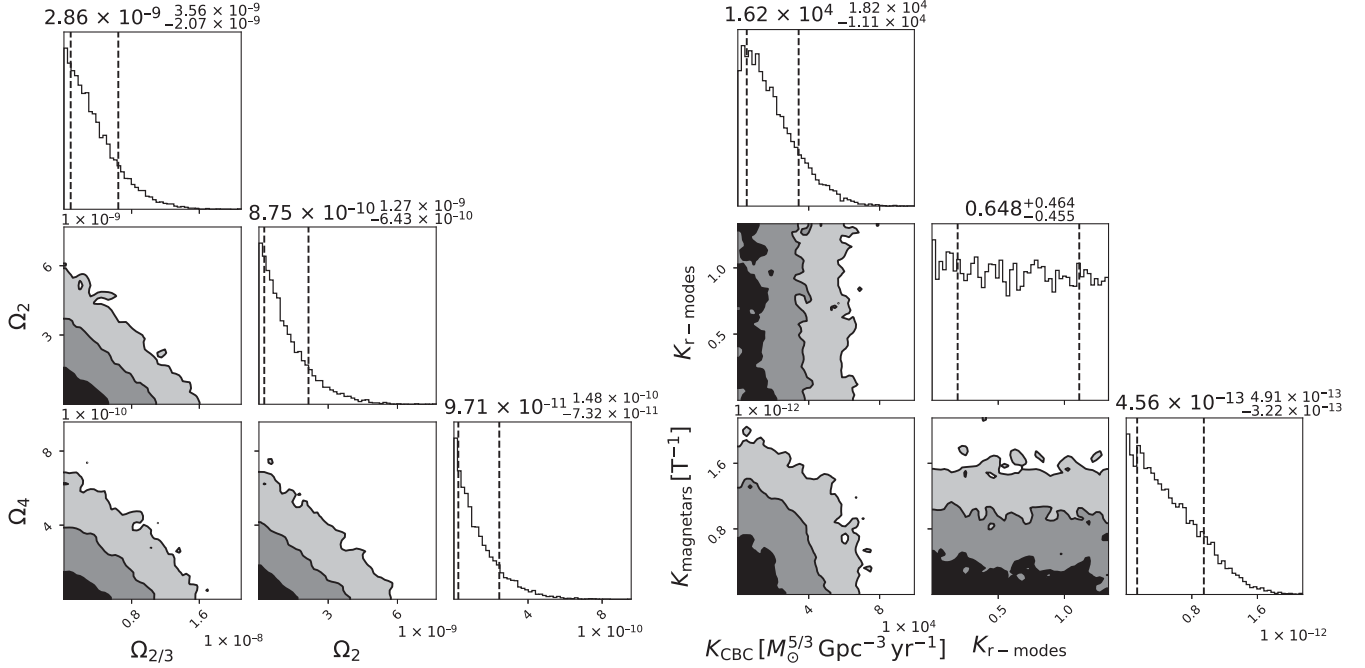 2.86 × 10⁻⁹ 3.56 × 10⁻⁹ −2.07 × 10⁻⁹
1.62 × 10⁴ 1.82 × 10⁴ −1.11 × 10⁴
1 × 10⁻⁹
8.75 × 10⁻¹⁰ 1.27 × 10⁻⁹ −6.43 × 10⁻¹⁰
0.648 +0.464 −0.455
6
3
Ω₂
1.0
0.5
K r − modes
1 × 10⁻¹⁰
9.71 × 10⁻¹¹ 1.48 × 10⁻¹⁰ −7.32 × 10⁻¹¹
1 × 10⁻¹²
4.56 × 10⁻¹³ 4.91 × 10⁻¹³ −3.22 × 10⁻¹³
8
4
Ω₄
1.6
0.8
K magnetars [T⁻¹]
0.8 1.6
3 6
4 8
4 8
0.5 1.0
0.8 1.6
1 × 10⁻⁸
1 × 10⁻⁹
1 × 10⁻¹⁰
1 × 10⁴
1 × 10⁻¹²
Ω 2/3
Ω₂
K CBC [M⊙^5/3 Gpc⁻³ yr⁻¹]
K r − modes